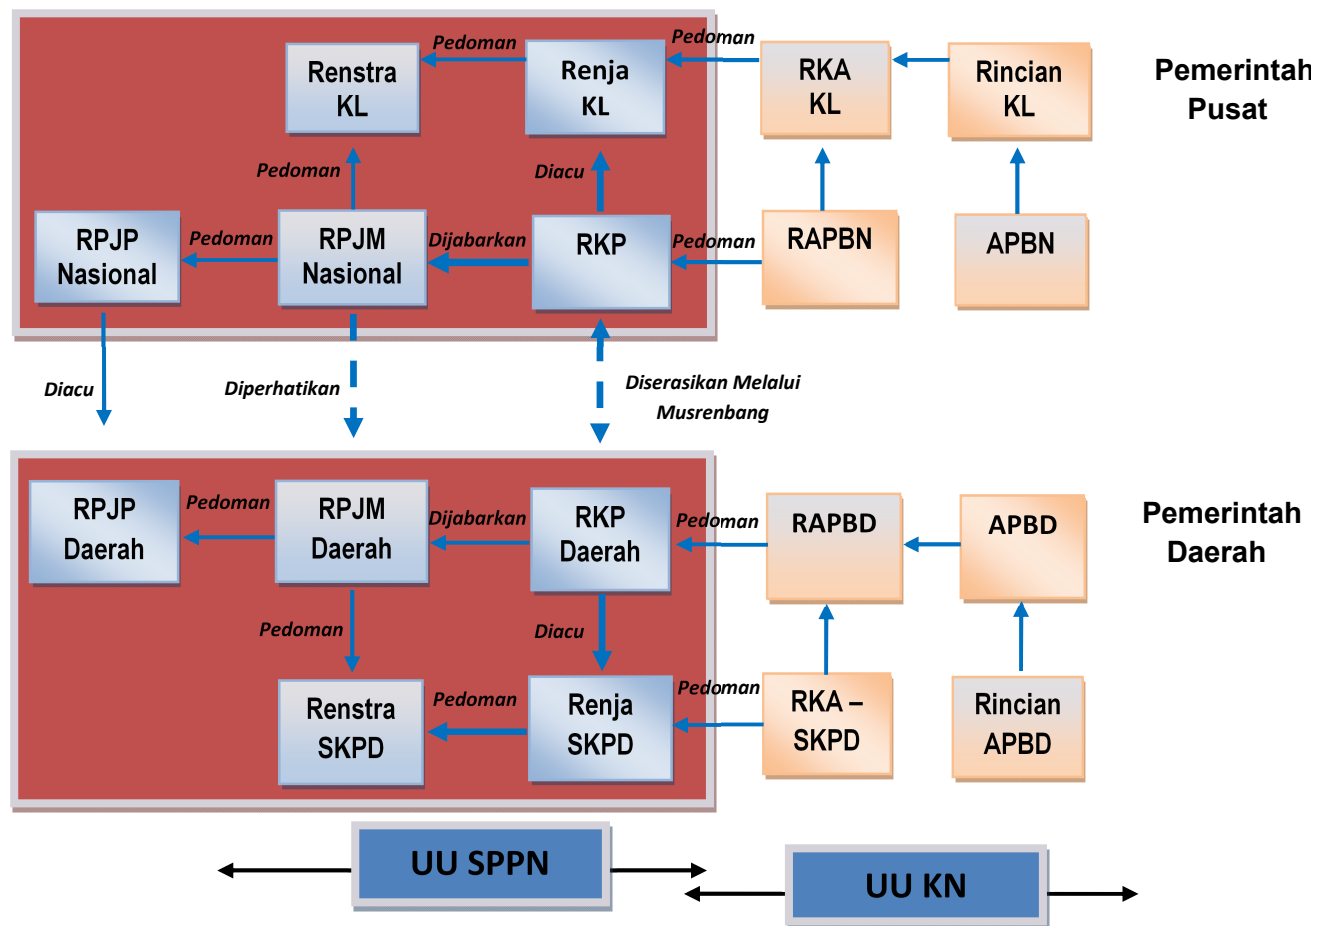 Pedoman
Pedoman
Renstra
KL
Renja
KL
RKA
KL
Rincian
KL
Pemerintah
Pusat
Pedoman
Diacu
RPJP
Nasional
Pedoman
RPJM
Nasional
Dijabarkan
RKP
Pedoman
RAPBN
APBN
Diacu
Diperhatikan
Diserasikan Melalui
Musrenbang
RPJP
Daerah
Pedoman
RPJM
Daerah
Dijabarkan
RKP
Daerah
Pedoman
RAPBD
APBD
Pemerintah
Daerah
Pedoman
Diacu
Renstra
SKPD
Pedoman
Renja
SKPD
Pedoman
RKA –
SKPD
Rincian
APBD
UU SPPN
UU KN